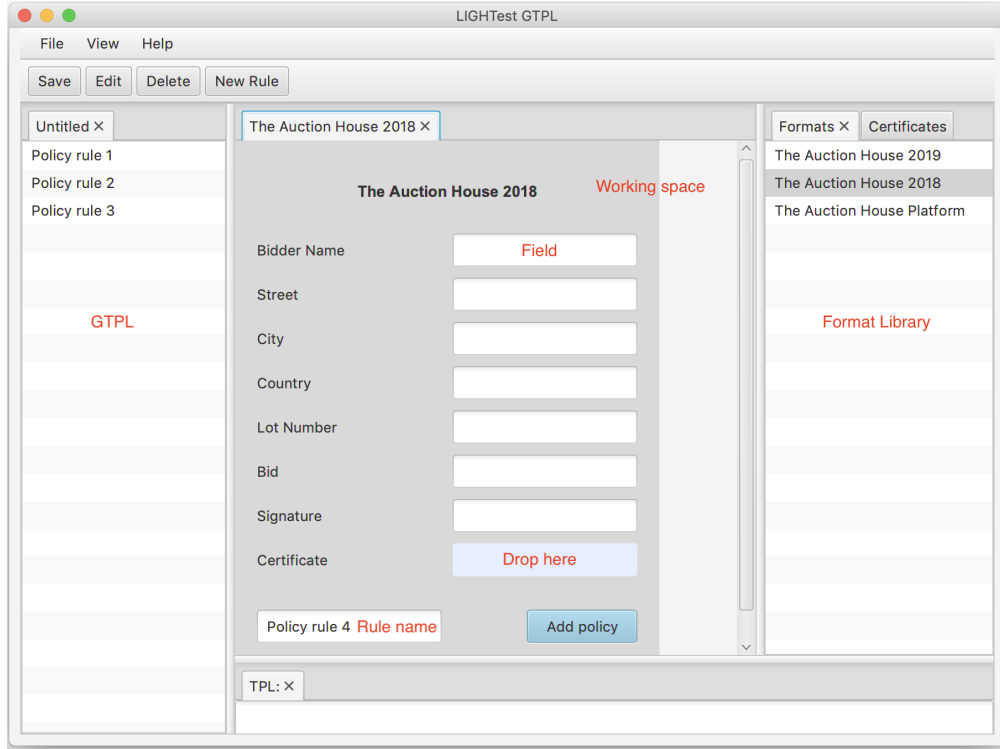 LIGHTest GTPL
File View Help
Save Edit Delete New Rule
Untitled ✕
Policy rule 1
Policy rule 2
Policy rule 3
GTPL
The Auction House 2018 ✕
The Auction House 2018
Working space
Bidder Name Field
Street
City
Country
Lot Number
Bid
Signature
Certificate Drop here
Policy rule 4 Rule name Add policy
TPL: ✕
Formats ✕ Certificates
The Auction House 2019
The Auction House 2018
The Auction House Platform
Format Library